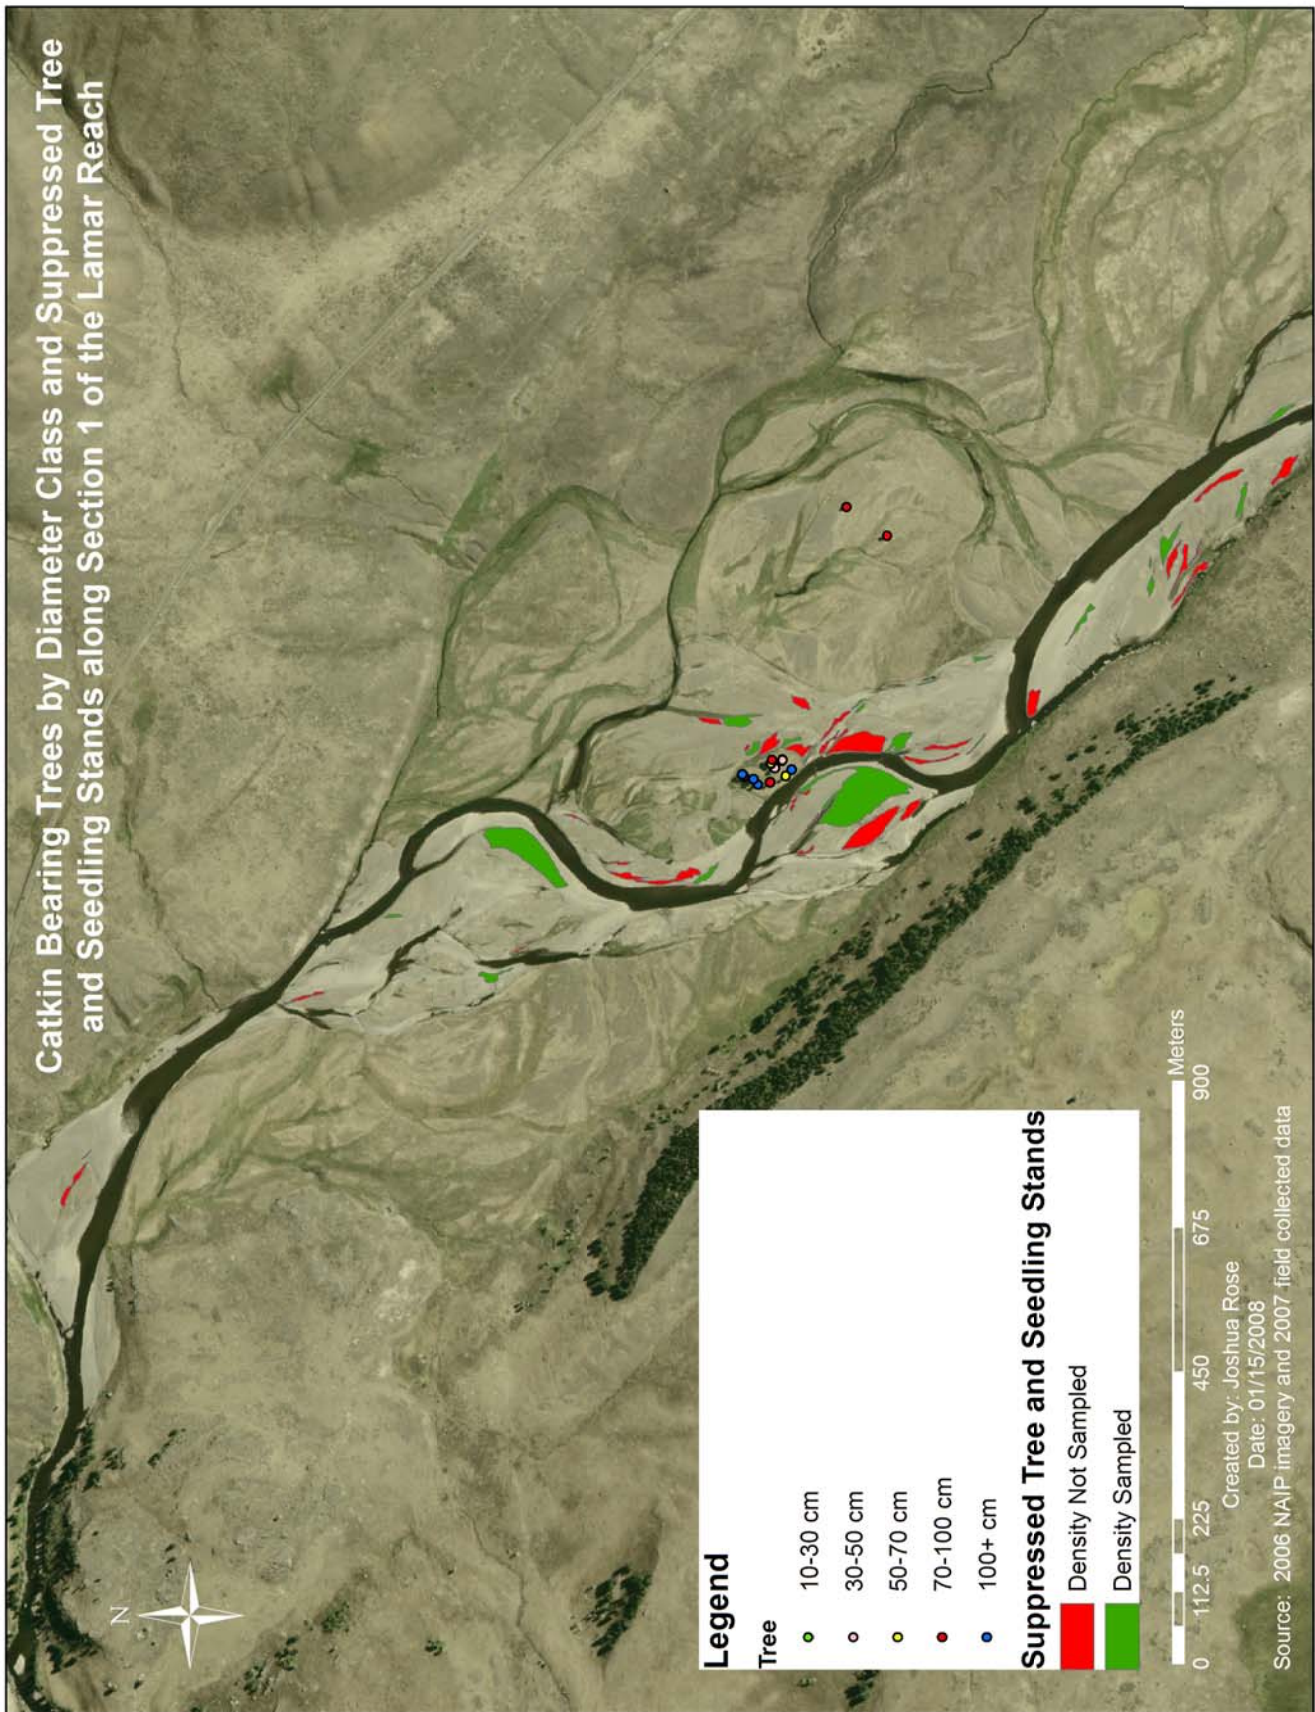 Catkin Bearing Trees by Diameter Class and Suppressed Tree
and Seedling Stands along Section 1 of the Lamar Reach
N
Legend
Tree
10-30 cm
30-50 cm
50-70 cm
70-100 cm
100+ cm
Suppressed Tree and Seedling Stands
Density Not Sampled
Density Sampled
Meters
0 112.5 225 450 675 900
Created by: Joshua Rose
Date: 01/15/2008
Source: 2006 NAIP imagery and 2007 field collected data